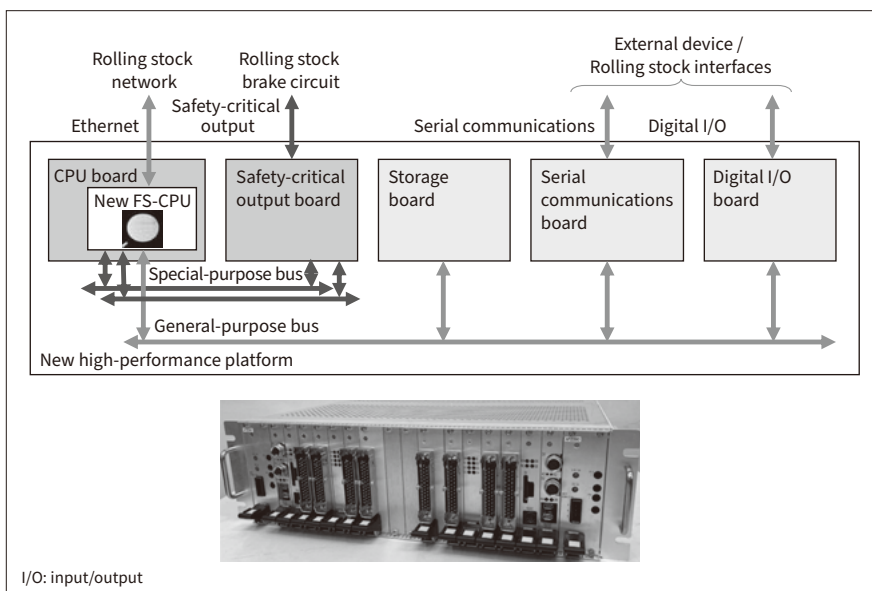 Rolling stock
network
Rolling stock
brake circuit
External device /
Rolling stock interfaces
Ethernet
Safety-critical
output
Serial communications
Digital I/O
CPU board
New FS-CPU
Safety-critical
output board
Storage
board
Serial
communications
board
Digital I/O
board
Special-purpose bus
General-purpose bus
New high-performance platform
I/O: input/output